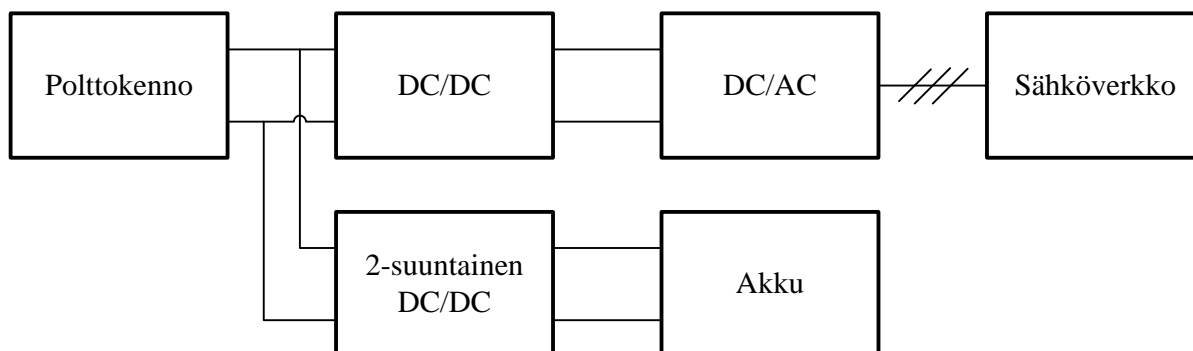 Polttokenno
DC/DC
DC/AC
Sähköverkko
2-suuntainen
DC/DC
Akku